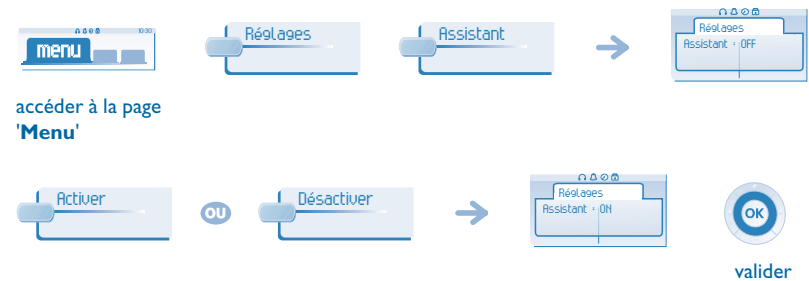 10:30
menu
Réglages
Assistant
Réglages
Assistant : OFF
accéder à la page
'Menu'
Activer
OU
Désactiver
Réglages
Assistant : ON
OK
valider